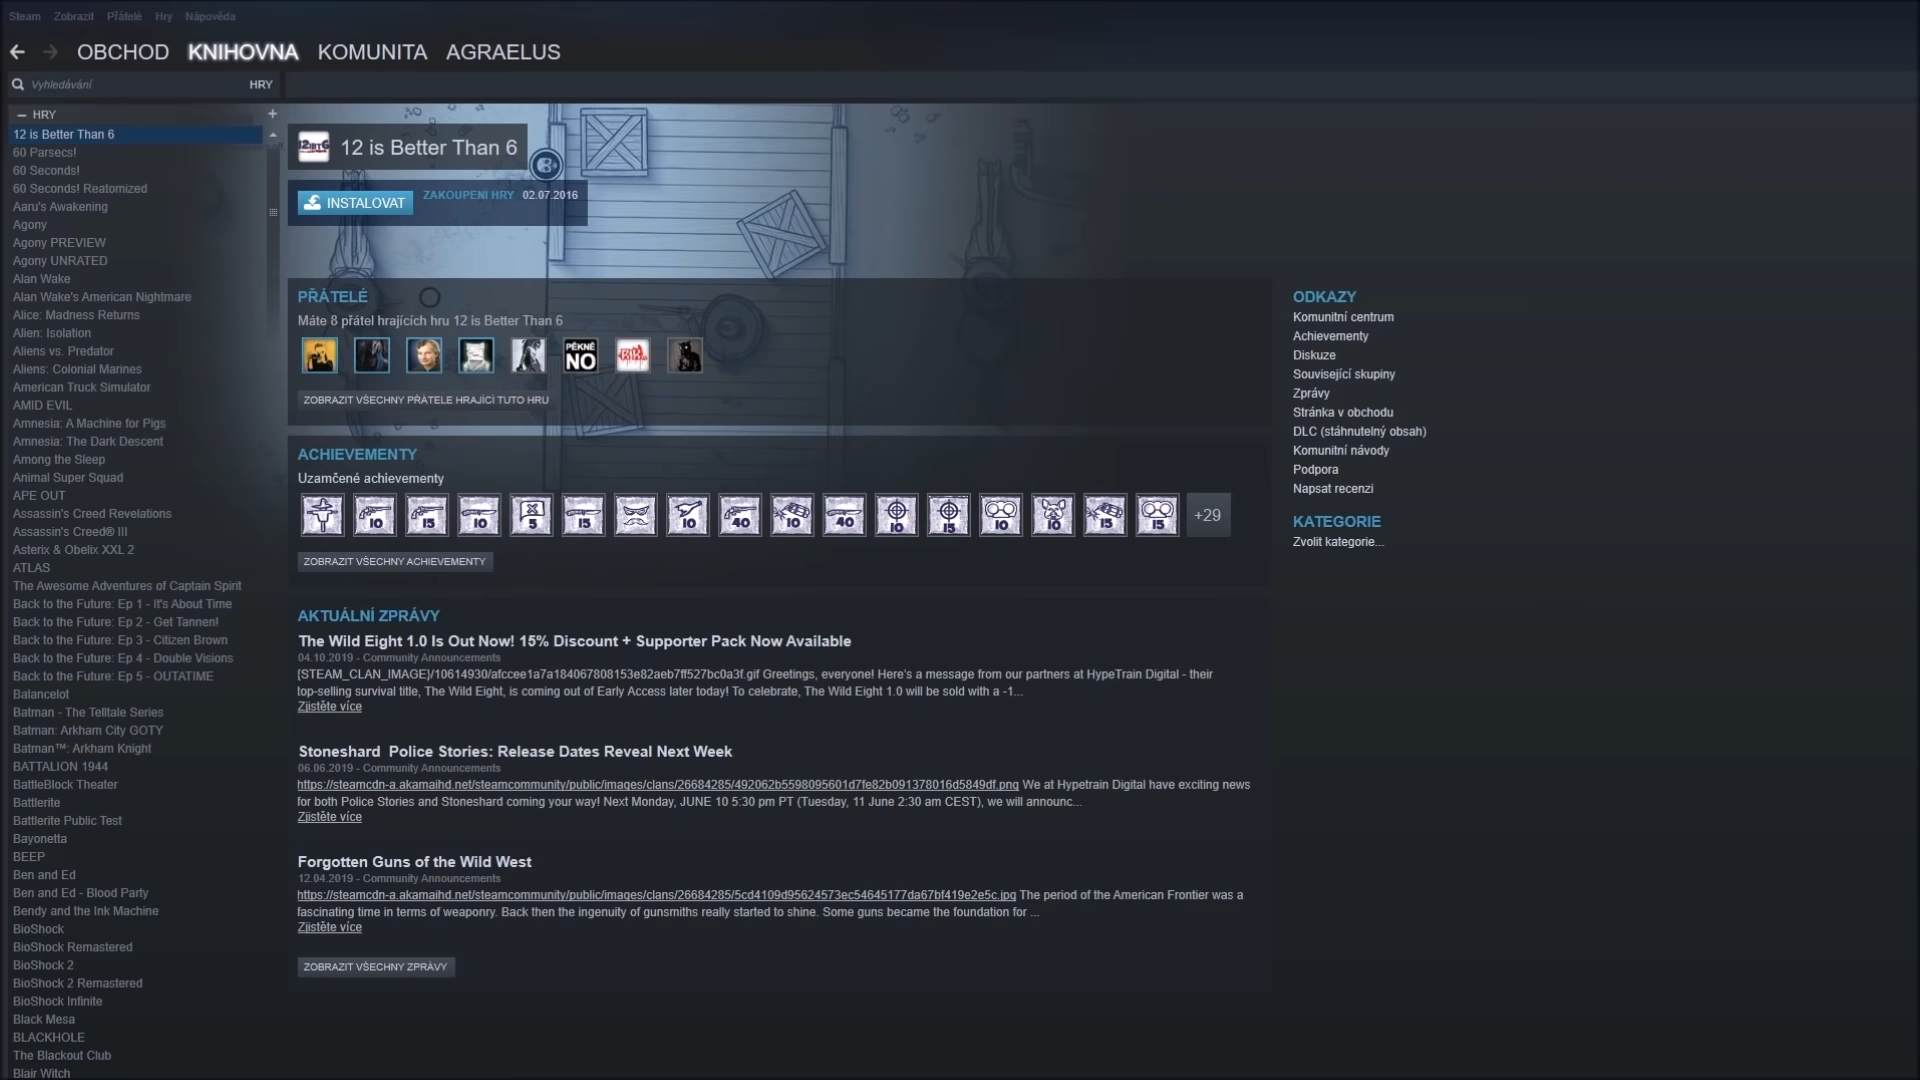 Steam Zobrazit Přátelé Hry Nápověda
OBCHOD KNIHOVNA KOMUNITA AGRAELUS
Vyhledávání HRY
HRY
12 is Better Than 6
60 Parsecs!
60 Seconds!
60 Seconds! Reatomized
Aaru's Awakening
Agony
Agony PREVIEW
Agony UNRATED
Alan Wake
Alan Wake's American Nightmare
Alice: Madness Returns
Alien: Isolation
Aliens vs. Predator
Aliens: Colonial Marines
American Truck Simulator
AMID EVIL
Amnesia: A Machine for Pigs
Amnesia: The Dark Descent
Among the Sleep
Animal Super Squad
APE OUT
Assassin's Creed Revelations
Assassin's Creed® III
Asterix & Obelix XXL 2
ATLAS
The Awesome Adventures of Captain Spirit
Back to the Future: Ep 1 - It's About Time
Back to the Future: Ep 2 - Get Tannen!
Back to the Future: Ep 3 - Citizen Brown
Back to the Future: Ep 4 - Double Visions
Back to the Future: Ep 5 - OUTATIME
Balancelot
Batman - The Telltale Series
Batman: Arkham City GOTY
Batman™: Arkham Knight
BATTALION 1944
BattleBlock Theater
Battlerite
Battlerite Public Test
Bayonetta
BEEP
Ben and Ed
Ben and Ed - Blood Party
Bendy and the Ink Machine
BioShock
BioShock Remastered
BioShock 2
BioShock 2 Remastered
BioShock Infinite
Black Mesa
BLACKHOLE
The Blackout Club
Blair Witch
12 is Better Than 6
INSTALOVAT ZAKOUPENÍ HRY 02.07.2016
PŘÁTELÉ
Máte 8 přátel hrajících hru 12 is Better Than 6
PĚKNĚ
NO
ZOBRAZIT VŠECHNY PŘÁTELE HRAJÍCÍ TUTO HRU
ACHIEVEMENTY
Uzamčené achievementy
10 15 10 5 15 10 40 10 40 10 15 10 10 15 15 +29
ZOBRAZIT VŠECHNY ACHIEVEMENTY
AKTUÁLNÍ ZPRÁVY
The Wild Eight 1.0 Is Out Now! 15% Discount + Supporter Pack Now Available
04.10.2019 - Community Announcements
{STEAM_CLAN_IMAGE}/10614930/afccee1a7a184067808153e82aeb7ff527bc0a3f.gif Greetings, everyone! Here's a message from our partners at HypeTrain Digital - their
top-selling survival title, The Wild Eight, is coming out of Early Access later today! To celebrate, The Wild Eight 1.0 will be sold with a -1...
Zjistěte více
Stoneshard Police Stories: Release Dates Reveal Next Week
06.06.2019 - Community Announcements
https://steamcdn-a.akamaihd.net/steamcommunity/public/images/clans/26684285/492062b5598095601d7fe82b091378016d5849df.png We at Hypetrain Digital have exciting news
for both Police Stories and Stoneshard coming your way! Next Monday, JUNE 10 5:30 pm PT (Tuesday, 11 June 2:30 am CEST), we will announc...
Zjistěte více
Forgotten Guns of the Wild West
12.04.2019 - Community Announcements
https://steamcdn-a.akamaihd.net/steamcommunity/public/images/clans/26684285/5cd4109d95624573ec54645177da67bf419e2e5c.jpg The period of the American Frontier was a
fascinating time in terms of weaponry. Back then the ingenuity of gunsmiths really started to shine. Some guns became the foundation for ...
Zjistěte více
ZOBRAZIT VŠECHNY ZPRÁVY
ODKAZY
Komunitní centrum
Achievementy
Diskuze
Související skupiny
Zprávy
Stránka v obchodu
DLC (stáhnutelný obsah)
Komunitní návody
Podpora
Napsat recenzi
KATEGORIE
Zvolit kategorie...